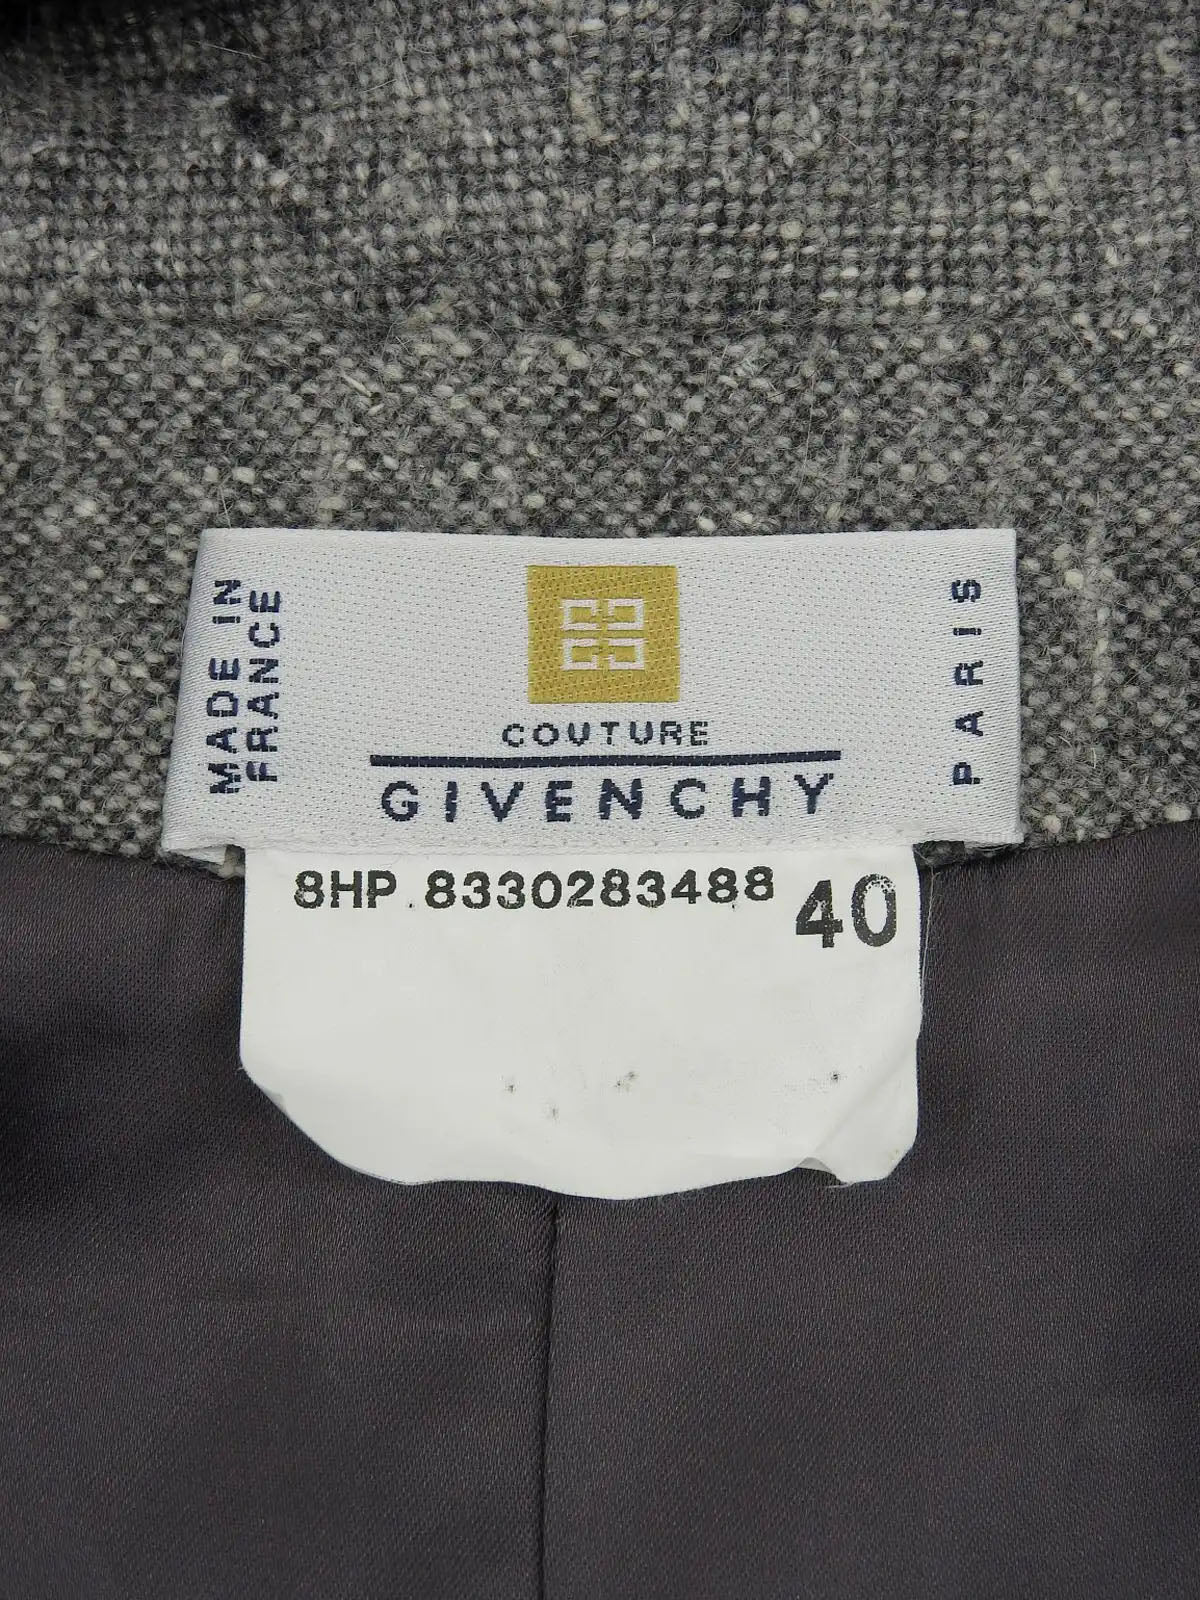 MADE IN
FRANCE
COUTURE
GIVENCHY
PARIS
8HP 8330283488
40